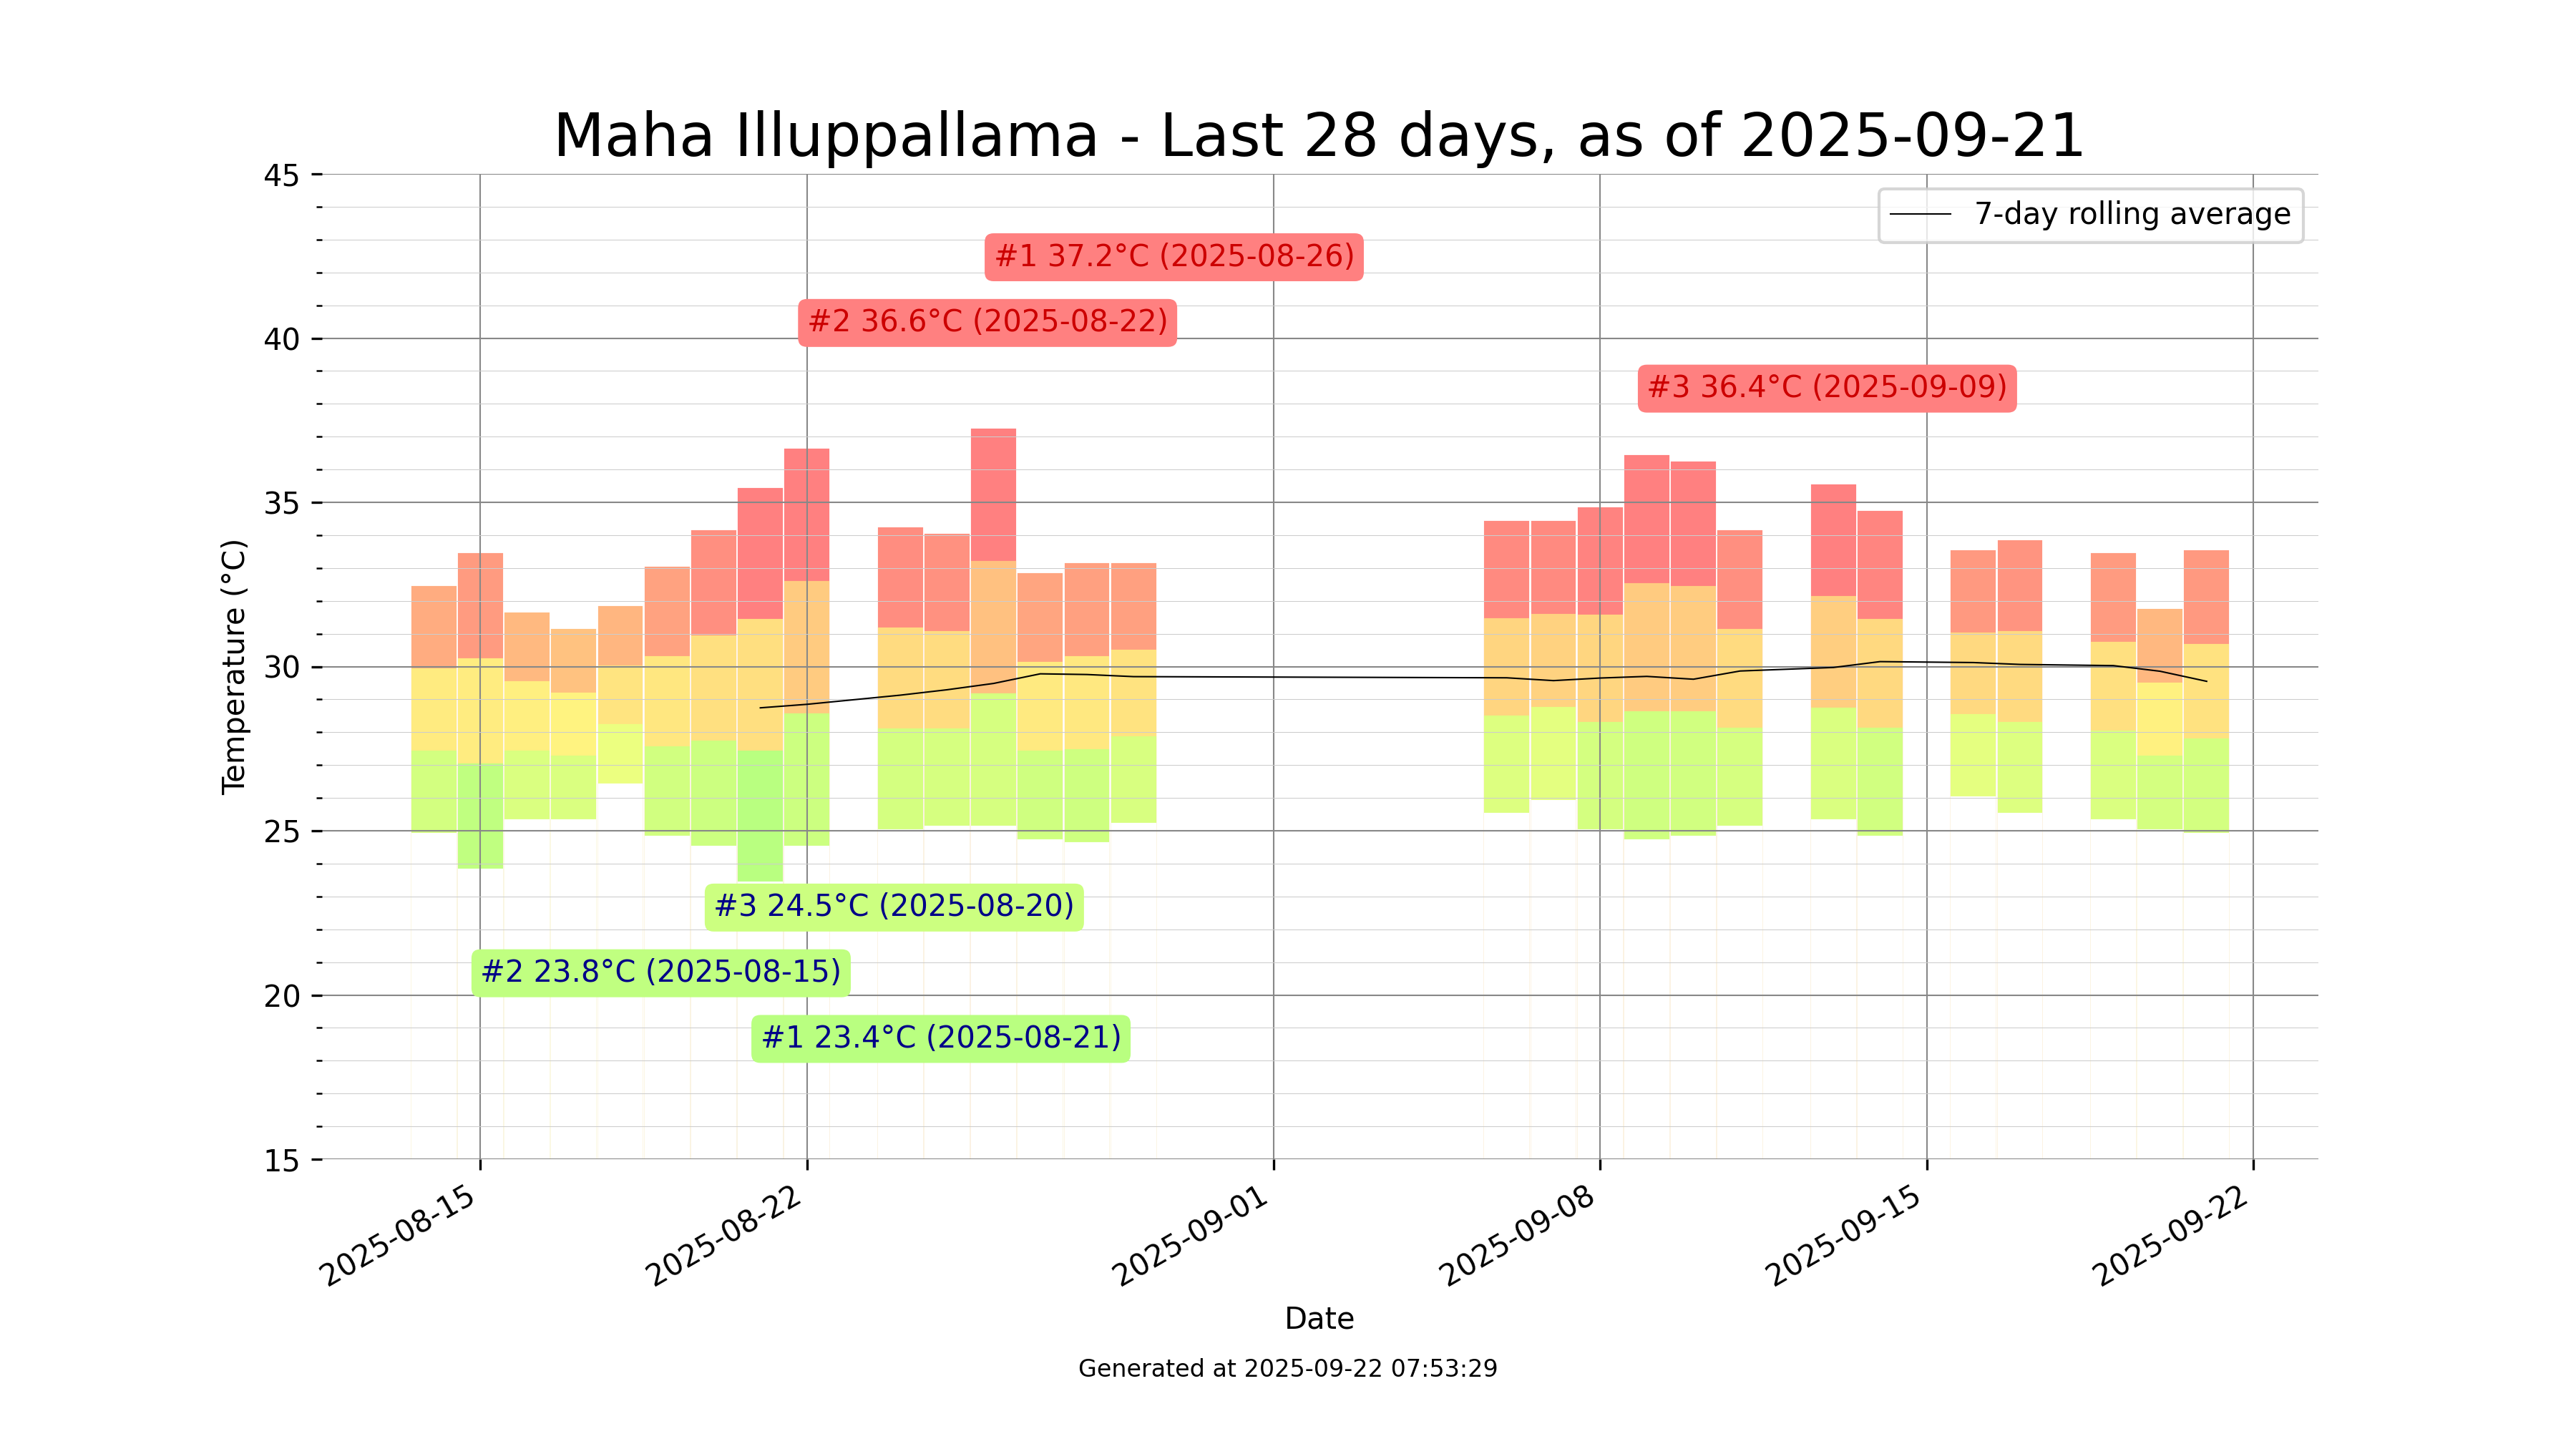 Maha Illuppallama - Last 28 days, as of 2025-09-21
7-day rolling average
#1 37.2°C (2025-08-26)
#2 36.6°C (2025-08-22)
#3 36.4°C (2025-09-09)
#3 24.5°C (2025-08-20)
#2 23.8°C (2025-08-15)
#1 23.4°C (2025-08-21)
Temperature (°C)
45
40
35
30
25
20
15
2025-08-15
2025-08-22
2025-09-01
2025-09-08
2025-09-15
2025-09-22
Date
Generated at 2025-09-22 07:53:29